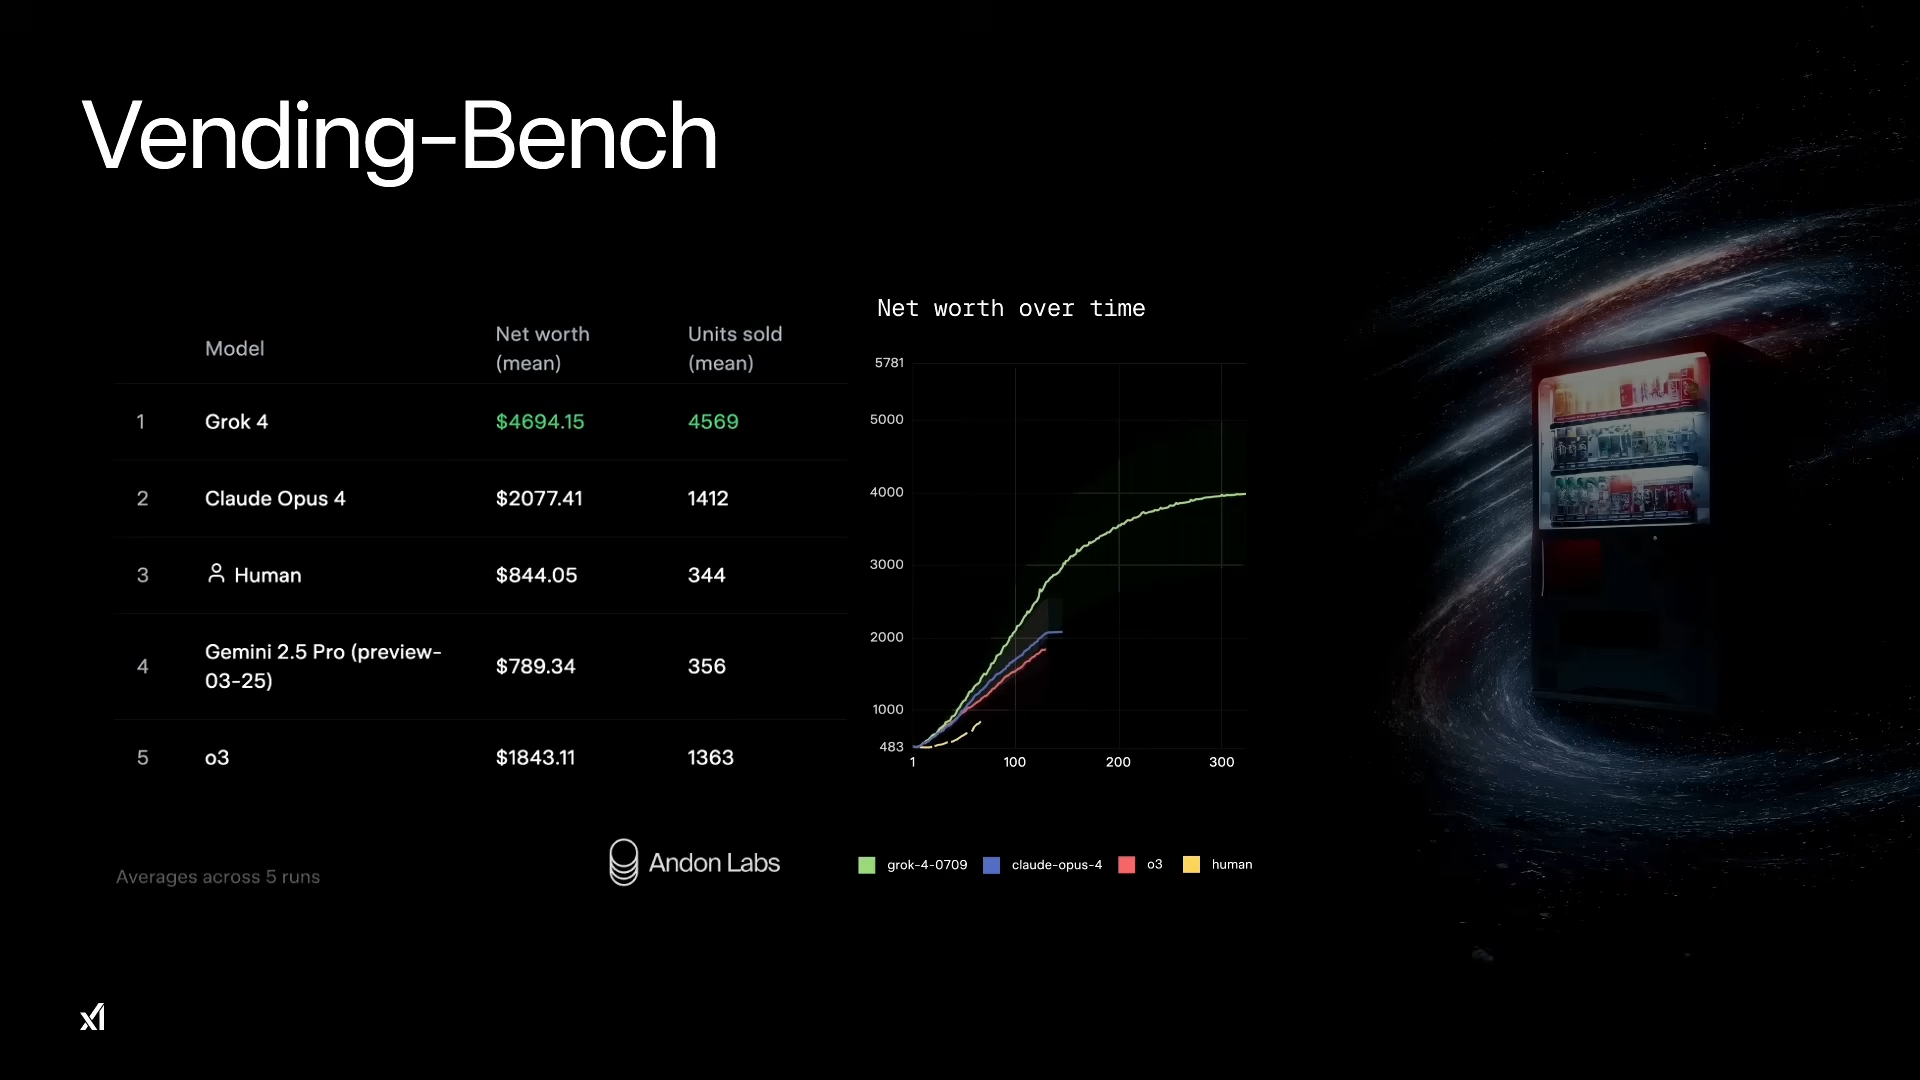 Vending-Bench
Model
Net worth
(mean)
Units sold
(mean)
1
Grok 4
$4694.15
4569
2
Claude Opus 4
$2077.41
1412
3
Human
$844.05
344
4
Gemini 2.5 Pro (preview-
03-25)
$789.34
356
5
o3
$1843.11
1363
Averages across 5 runs
Andon Labs
Net worth over time
5781
5000
4000
3000
2000
1000
483
1
100
200
300
grok-4-0709
claude-opus-4
o3
human
xI